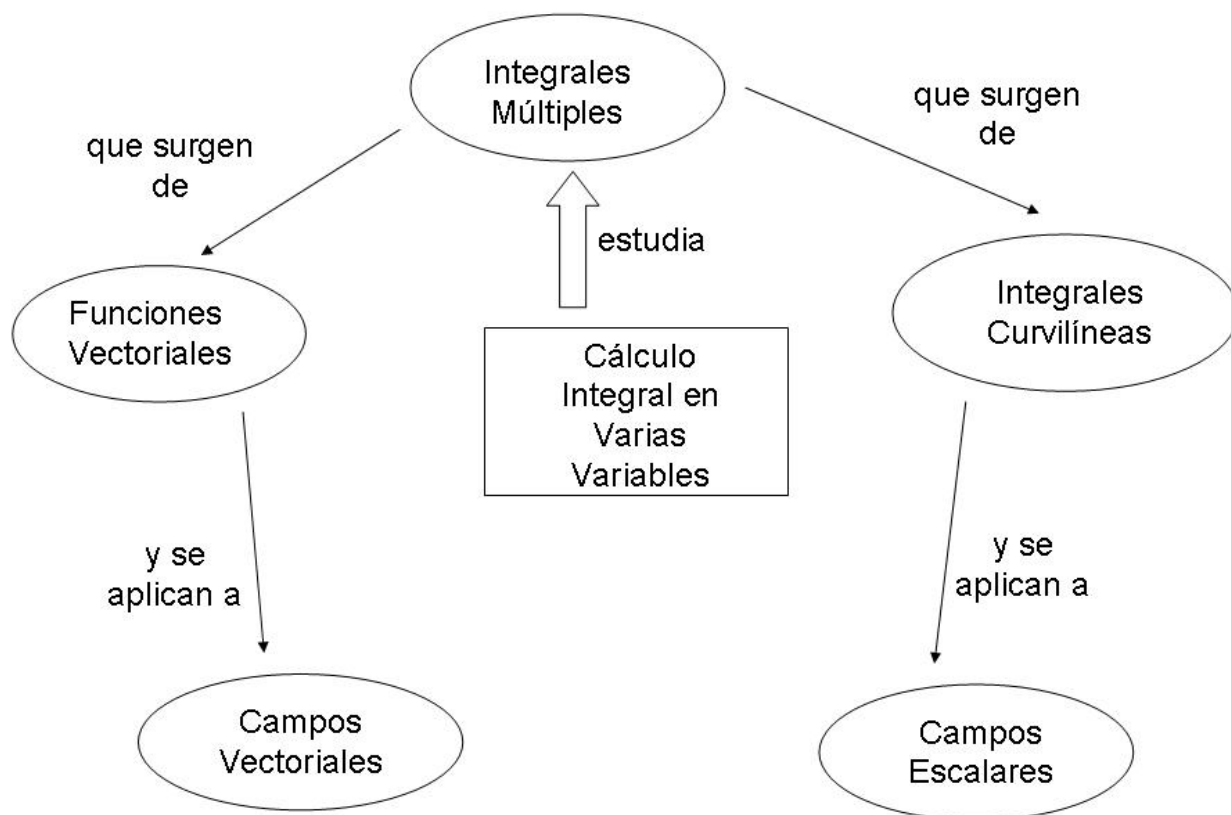 Integrales
Múltiples
que surgen
de
que surgen
de
estudia
Funciones
Vectoriales
Integrales
Curvilíneas
Cálculo
Integral en
Varias
Variables
y se
aplican a
y se
aplican a
Campos
Vectoriales
Campos
Escalares